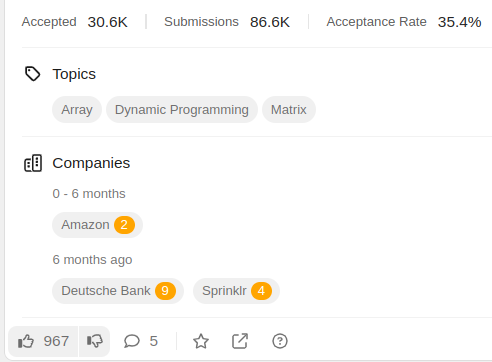 Accepted 30.6K Submissions 86.6K Acceptance Rate 35.4%
Topics
Array Dynamic Programming Matrix
Companies
0 - 6 months
Amazon 2
6 months ago
Deutsche Bank 9 Sprinklr 4
967 5